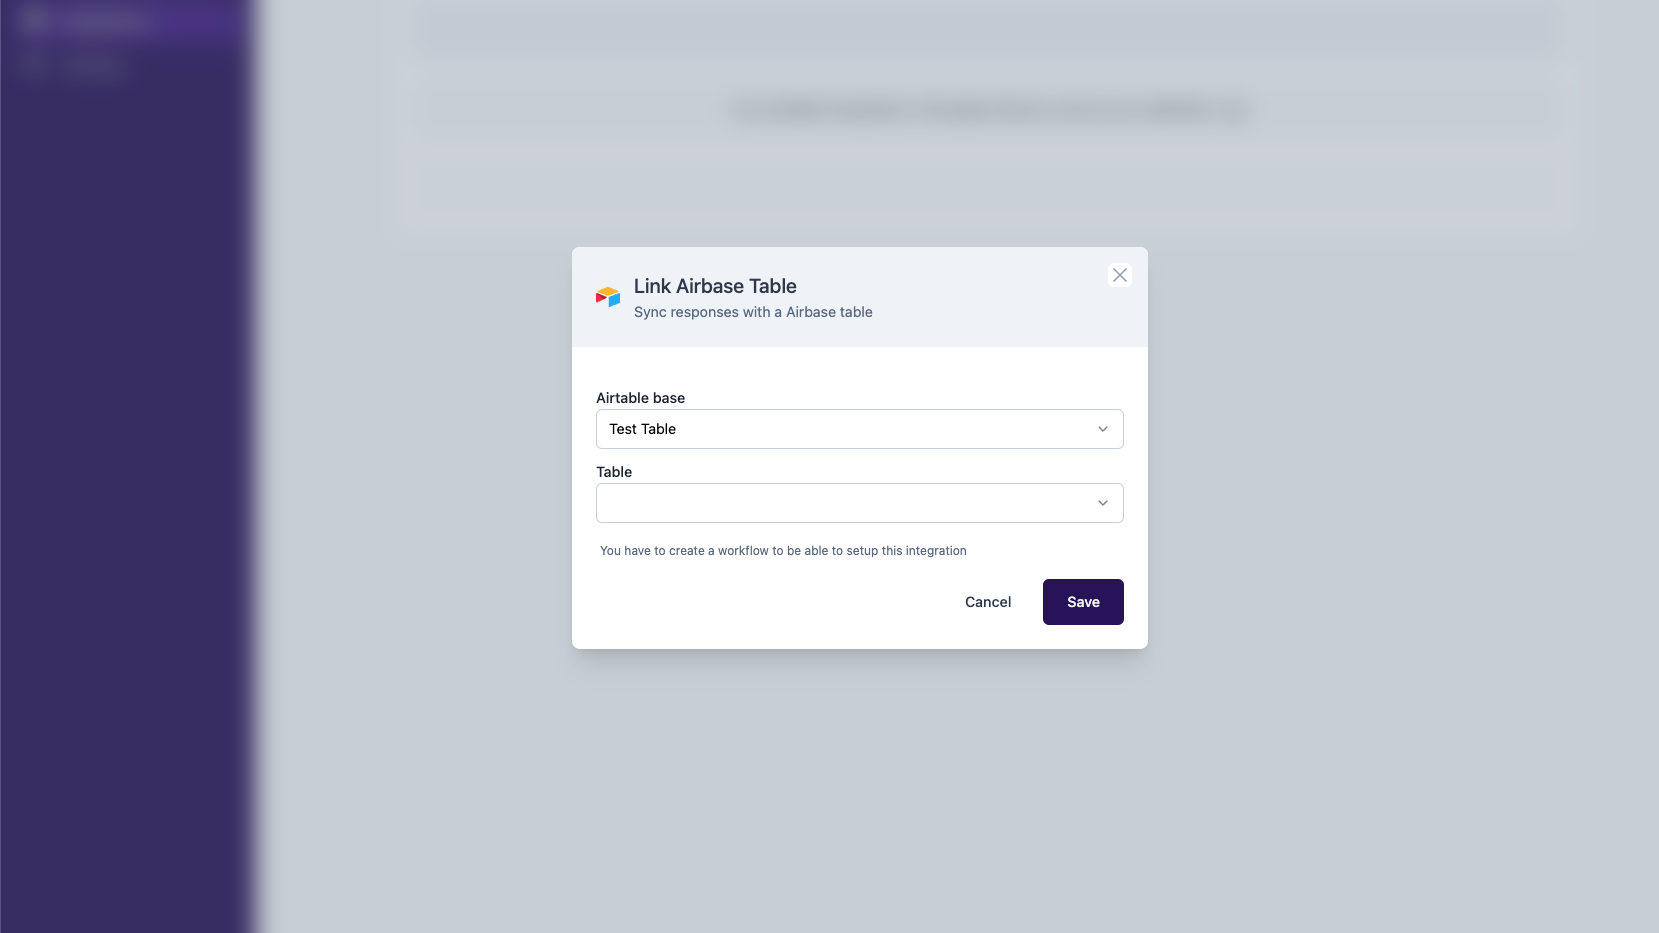 Link Airbase Table
Sync responses with a Airbase table
Airtable base
Test Table
Table
You have to create a workflow to be able to setup this integration
Cancel
Save